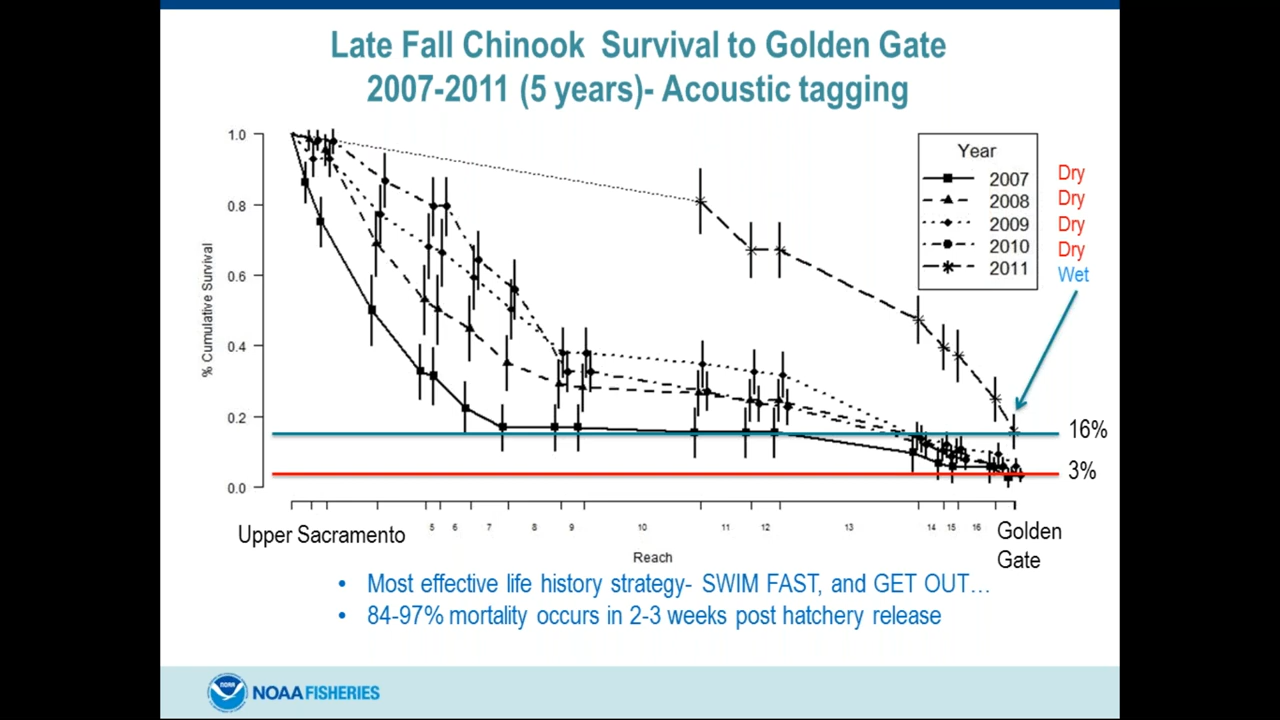 Late Fall Chinook Survival to Golden Gate
2007-2011 (5 years)- Acoustic tagging
1.0
0.8
0.6
0.4
0.2
0.0
% Cumulative Survival
Year
2007 Dry
2008 Dry
2009 Dry
2010 Dry
2011 Wet
16%
3%
Upper Sacramento
5 6 7 8 9 10 11 12 13 14 15 16
Golden
Gate
Reach
• Most effective life history strategy- SWIM FAST, and GET OUT…
• 84-97% mortality occurs in 2-3 weeks post hatchery release
NOAA
NOAA FISHERIES